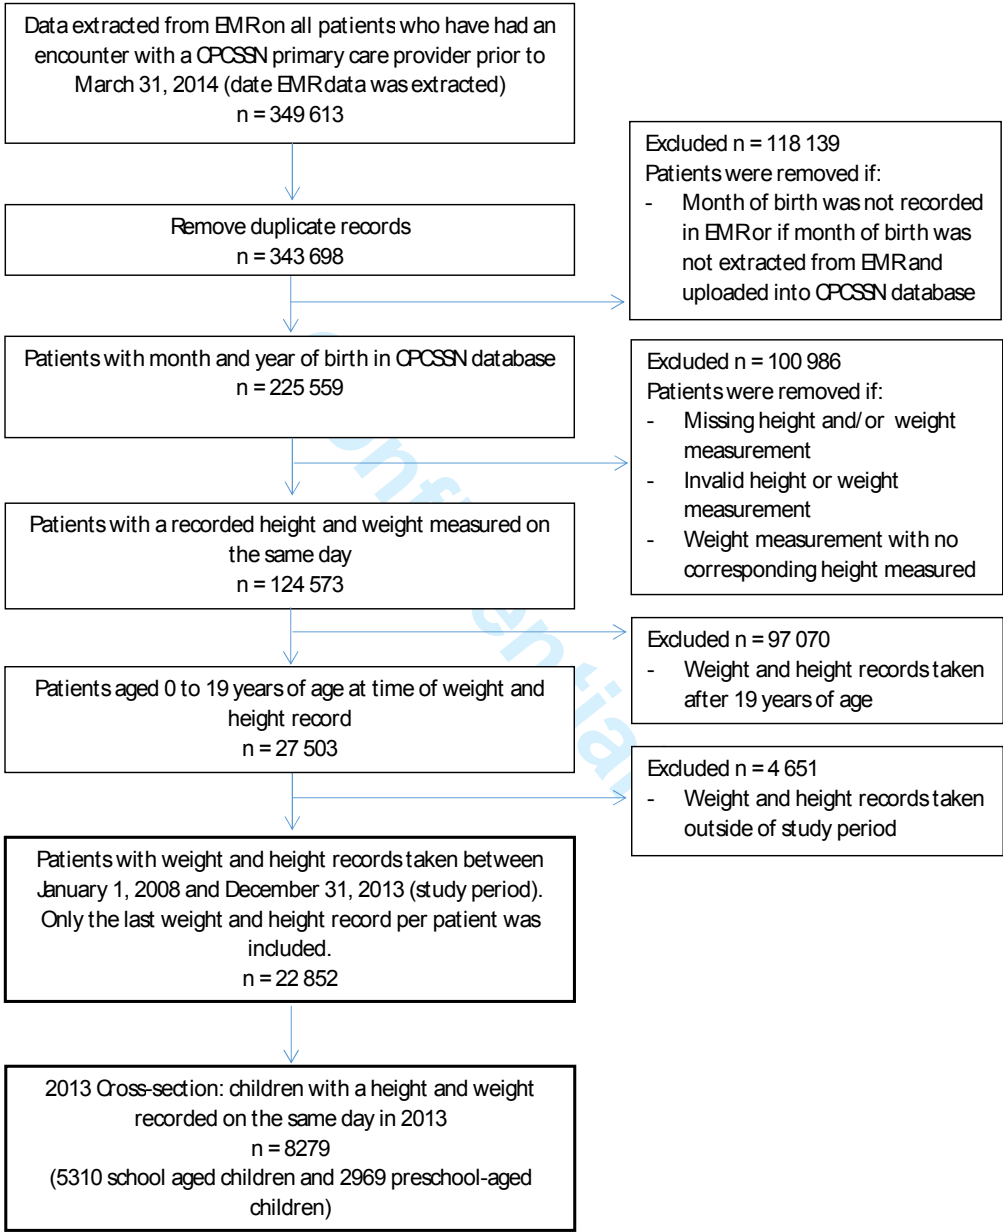 Data extracted from EMR on all patients who have had an
encounter with a CPCSSN primary care provider prior to
March 31, 2014 (date EMR data was extracted)
n = 349 613
Excluded n = 118 139
Patients were removed if:
- Month of birth was not recorded
in EMR or if month of birth was
not extracted from EMR and
uploaded into CPCSSN database
Remove duplicate records
n = 343 698
Patients with month and year of birth in CPCSSN database
n = 225 559
Excluded n = 100 986
Patients were removed if:
- Missing height and/or weight
measurement
- Invalid height or weight
measurement
- Weight measurement with no
corresponding height measured
Patients with a recorded height and weight measured on
the same day
n = 124 573
Excluded n = 97 070
- Weight and height records taken
after 19 years of age
Patients aged 0 to 19 years of age at time of weight and
height record
n = 27 503
Excluded n = 4 651
- Weight and height records taken
outside of study period
Patients with weight and height records taken between
January 1, 2008 and December 31, 2013 (study period).
Only the last weight and height record per patient was
included.
n = 22 852
2013 Cross-section: children with a height and weight
recorded on the same day in 2013
n = 8279
(5310 school aged children and 2969 preschool-aged
children)
Confidential